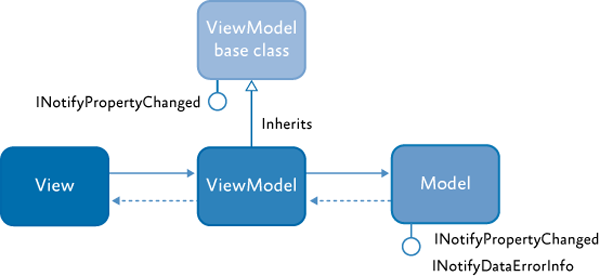 ViewModel
base class
INotifyPropertyChanged
Inherits
View
ViewModel
Model
INotifyPropertyChanged
INotifyDataErrorInfo